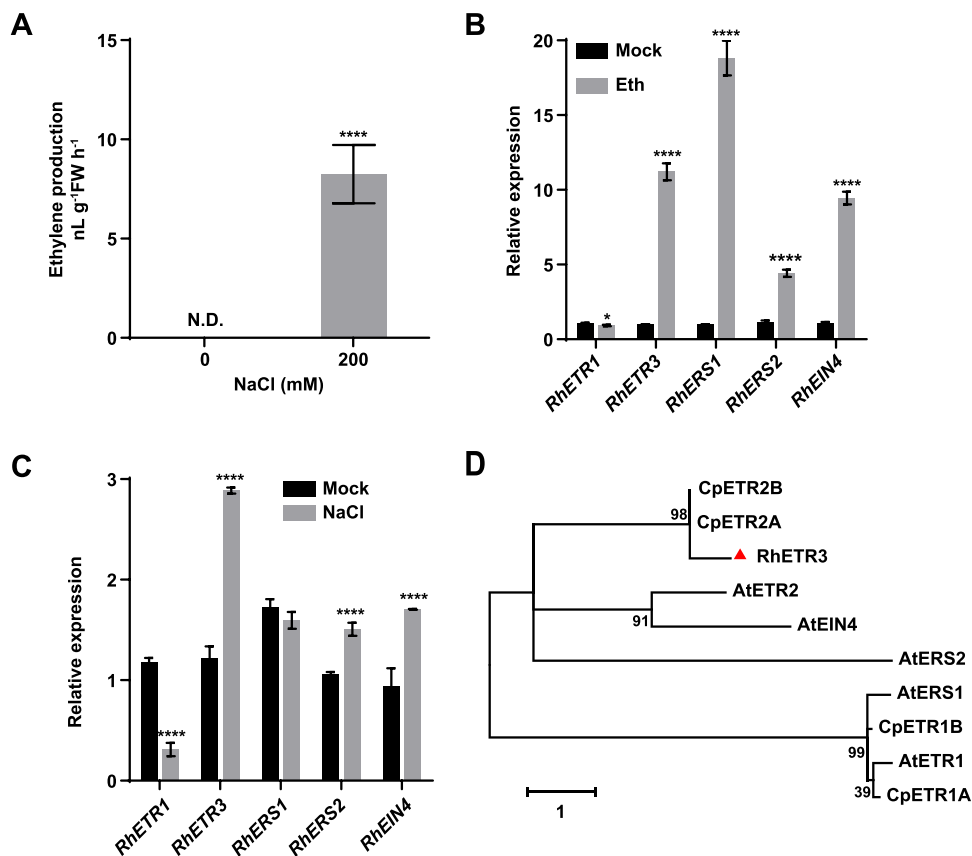 A
15
10
5
0
Ethylene production
nL g⁻¹FW h⁻¹
****
N.D.
0
200
NaCl (mM)
B
20
15
10
5
0
Relative expression
Mock
Eth
*
****
****
****
****
RhETR1
RhETR3
RhERS1
RhERS2
RhEIN4
C
3
2
1
0
Relative expression
Mock
NaCl
****
****
****
****
RhETR1
RhETR3
RhERS1
RhERS2
RhEIN4
D
CpETR2B
98
CpETR2A
RhETR3
AtETR2
91
AtEIN4
AtERS2
AtERS1
CpETR1B
99
AtETR1
39
CpETR1A
1